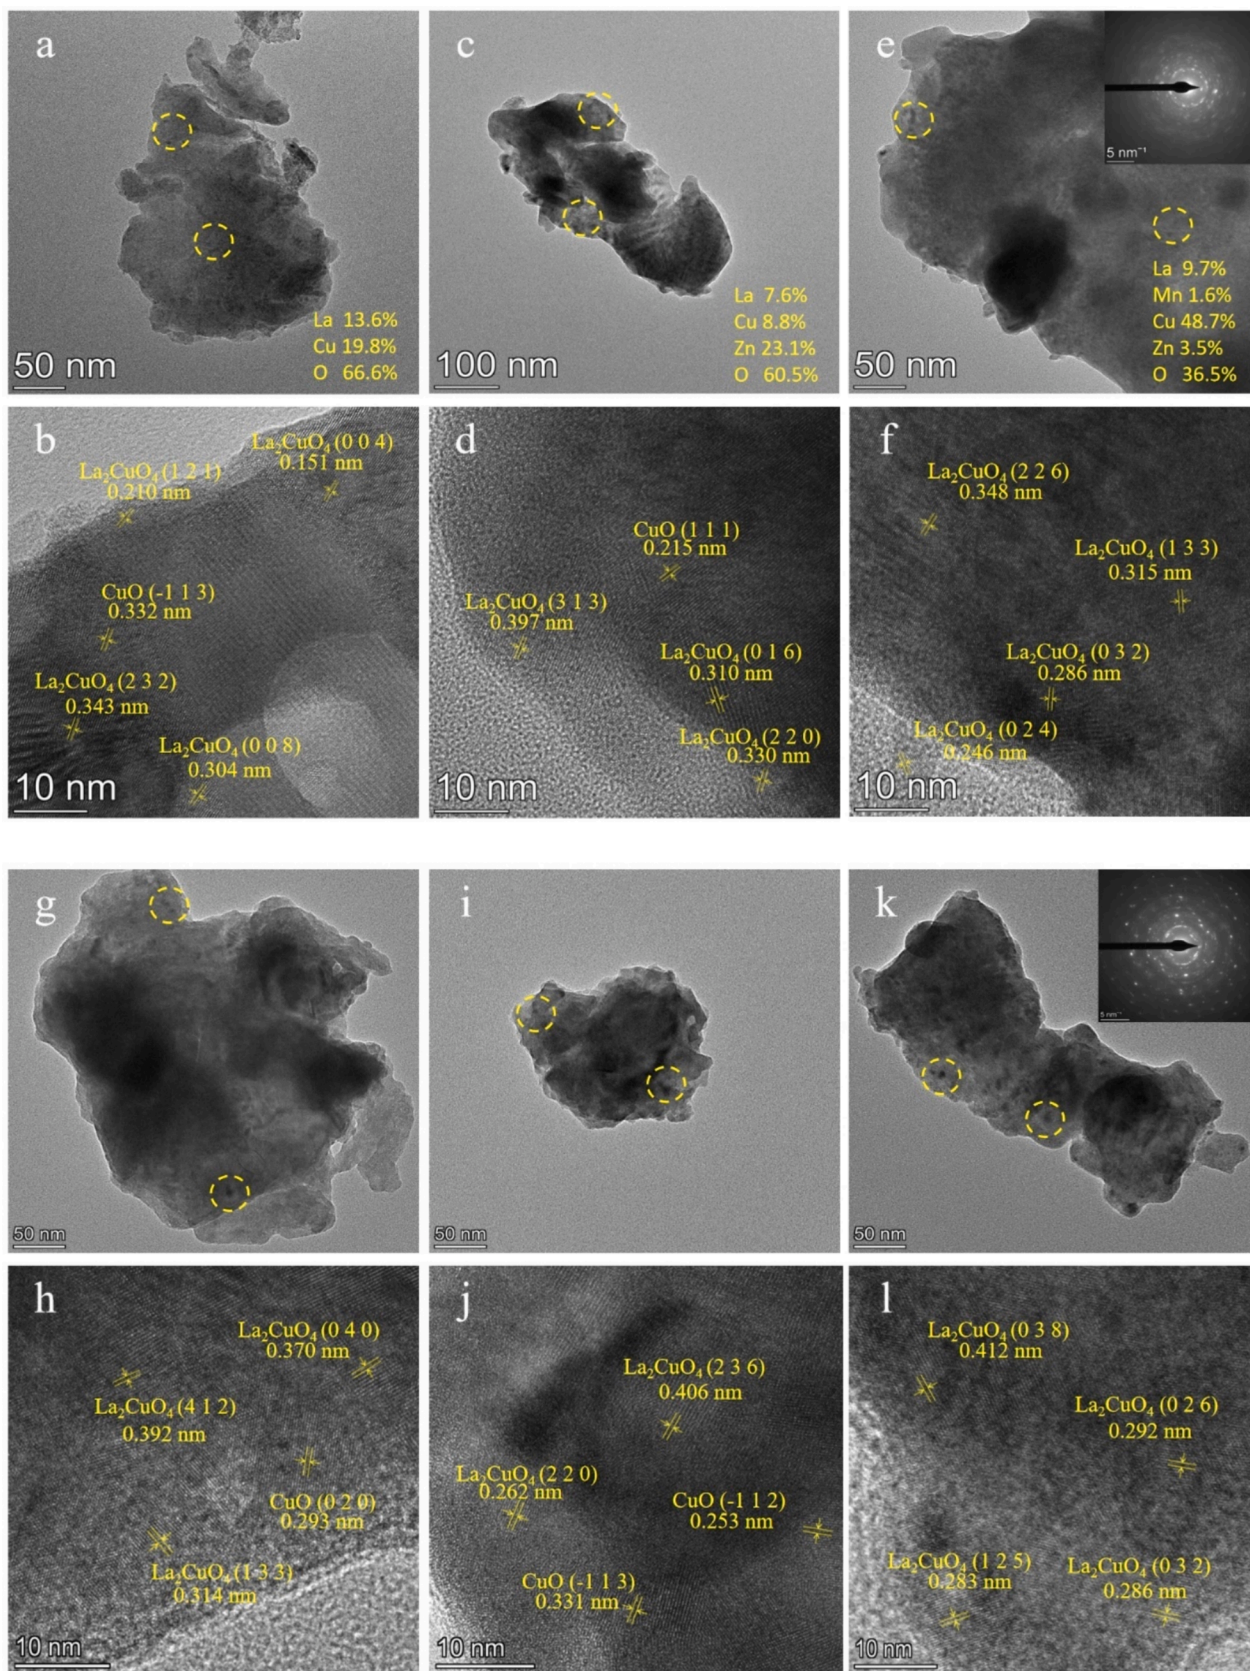 a
La 13.6%
Cu 19.8%
O 66.6%
50 nm
c
La 7.6%
Cu 8.8%
Zn 23.1%
O 60.5%
100 nm
e
5 nm⁻¹
La 9.7%
Mn 1.6%
Cu 48.7%
Zn 3.5%
O 36.5%
50 nm
b
La₂CuO₄ (0 0 4)
0.151 nm
La₂CuO₄ (1 2 1)
0.210 nm
CuO (-1 1 3)
0.332 nm
La₂CuO₄ (2 3 2)
0.343 nm
La₂CuO₄ (0 0 8)
0.304 nm
10 nm
d
CuO (1 1 1)
0.215 nm
La₂CuO₄ (3 1 3)
0.397 nm
La₂CuO₄ (0 1 6)
0.310 nm
La₂CuO₄ (2 2 0)
0.330 nm
10 nm
f
La₂CuO₄ (2 2 6)
0.348 nm
La₂CuO₄ (1 3 3)
0.315 nm
La₂CuO₄ (0 3 2)
0.286 nm
La₂CuO₄ (0 2 4)
0.246 nm
10 nm
g
50 nm
i
50 nm
k
5 nm⁻¹
50 nm
h
La₂CuO₄ (0 4 0)
0.370 nm
La₂CuO₄ (4 1 2)
0.392 nm
CuO (0 2 0)
0.293 nm
La₂CuO₄ (1 3 3)
0.314 nm
10 nm
j
La₂CuO₄ (2 3 6)
0.406 nm
La₂CuO₄ (2 2 0)
0.262 nm
CuO (-1 1 2)
0.253 nm
CuO (-1 1 3)
0.331 nm
10 nm
l
La₂CuO₄ (0 3 8)
0.412 nm
La₂CuO₄ (0 2 6)
0.292 nm
La₂CuO₄ (1 2 5)
0.283 nm
La₂CuO₄ (0 3 2)
0.286 nm
10 nm